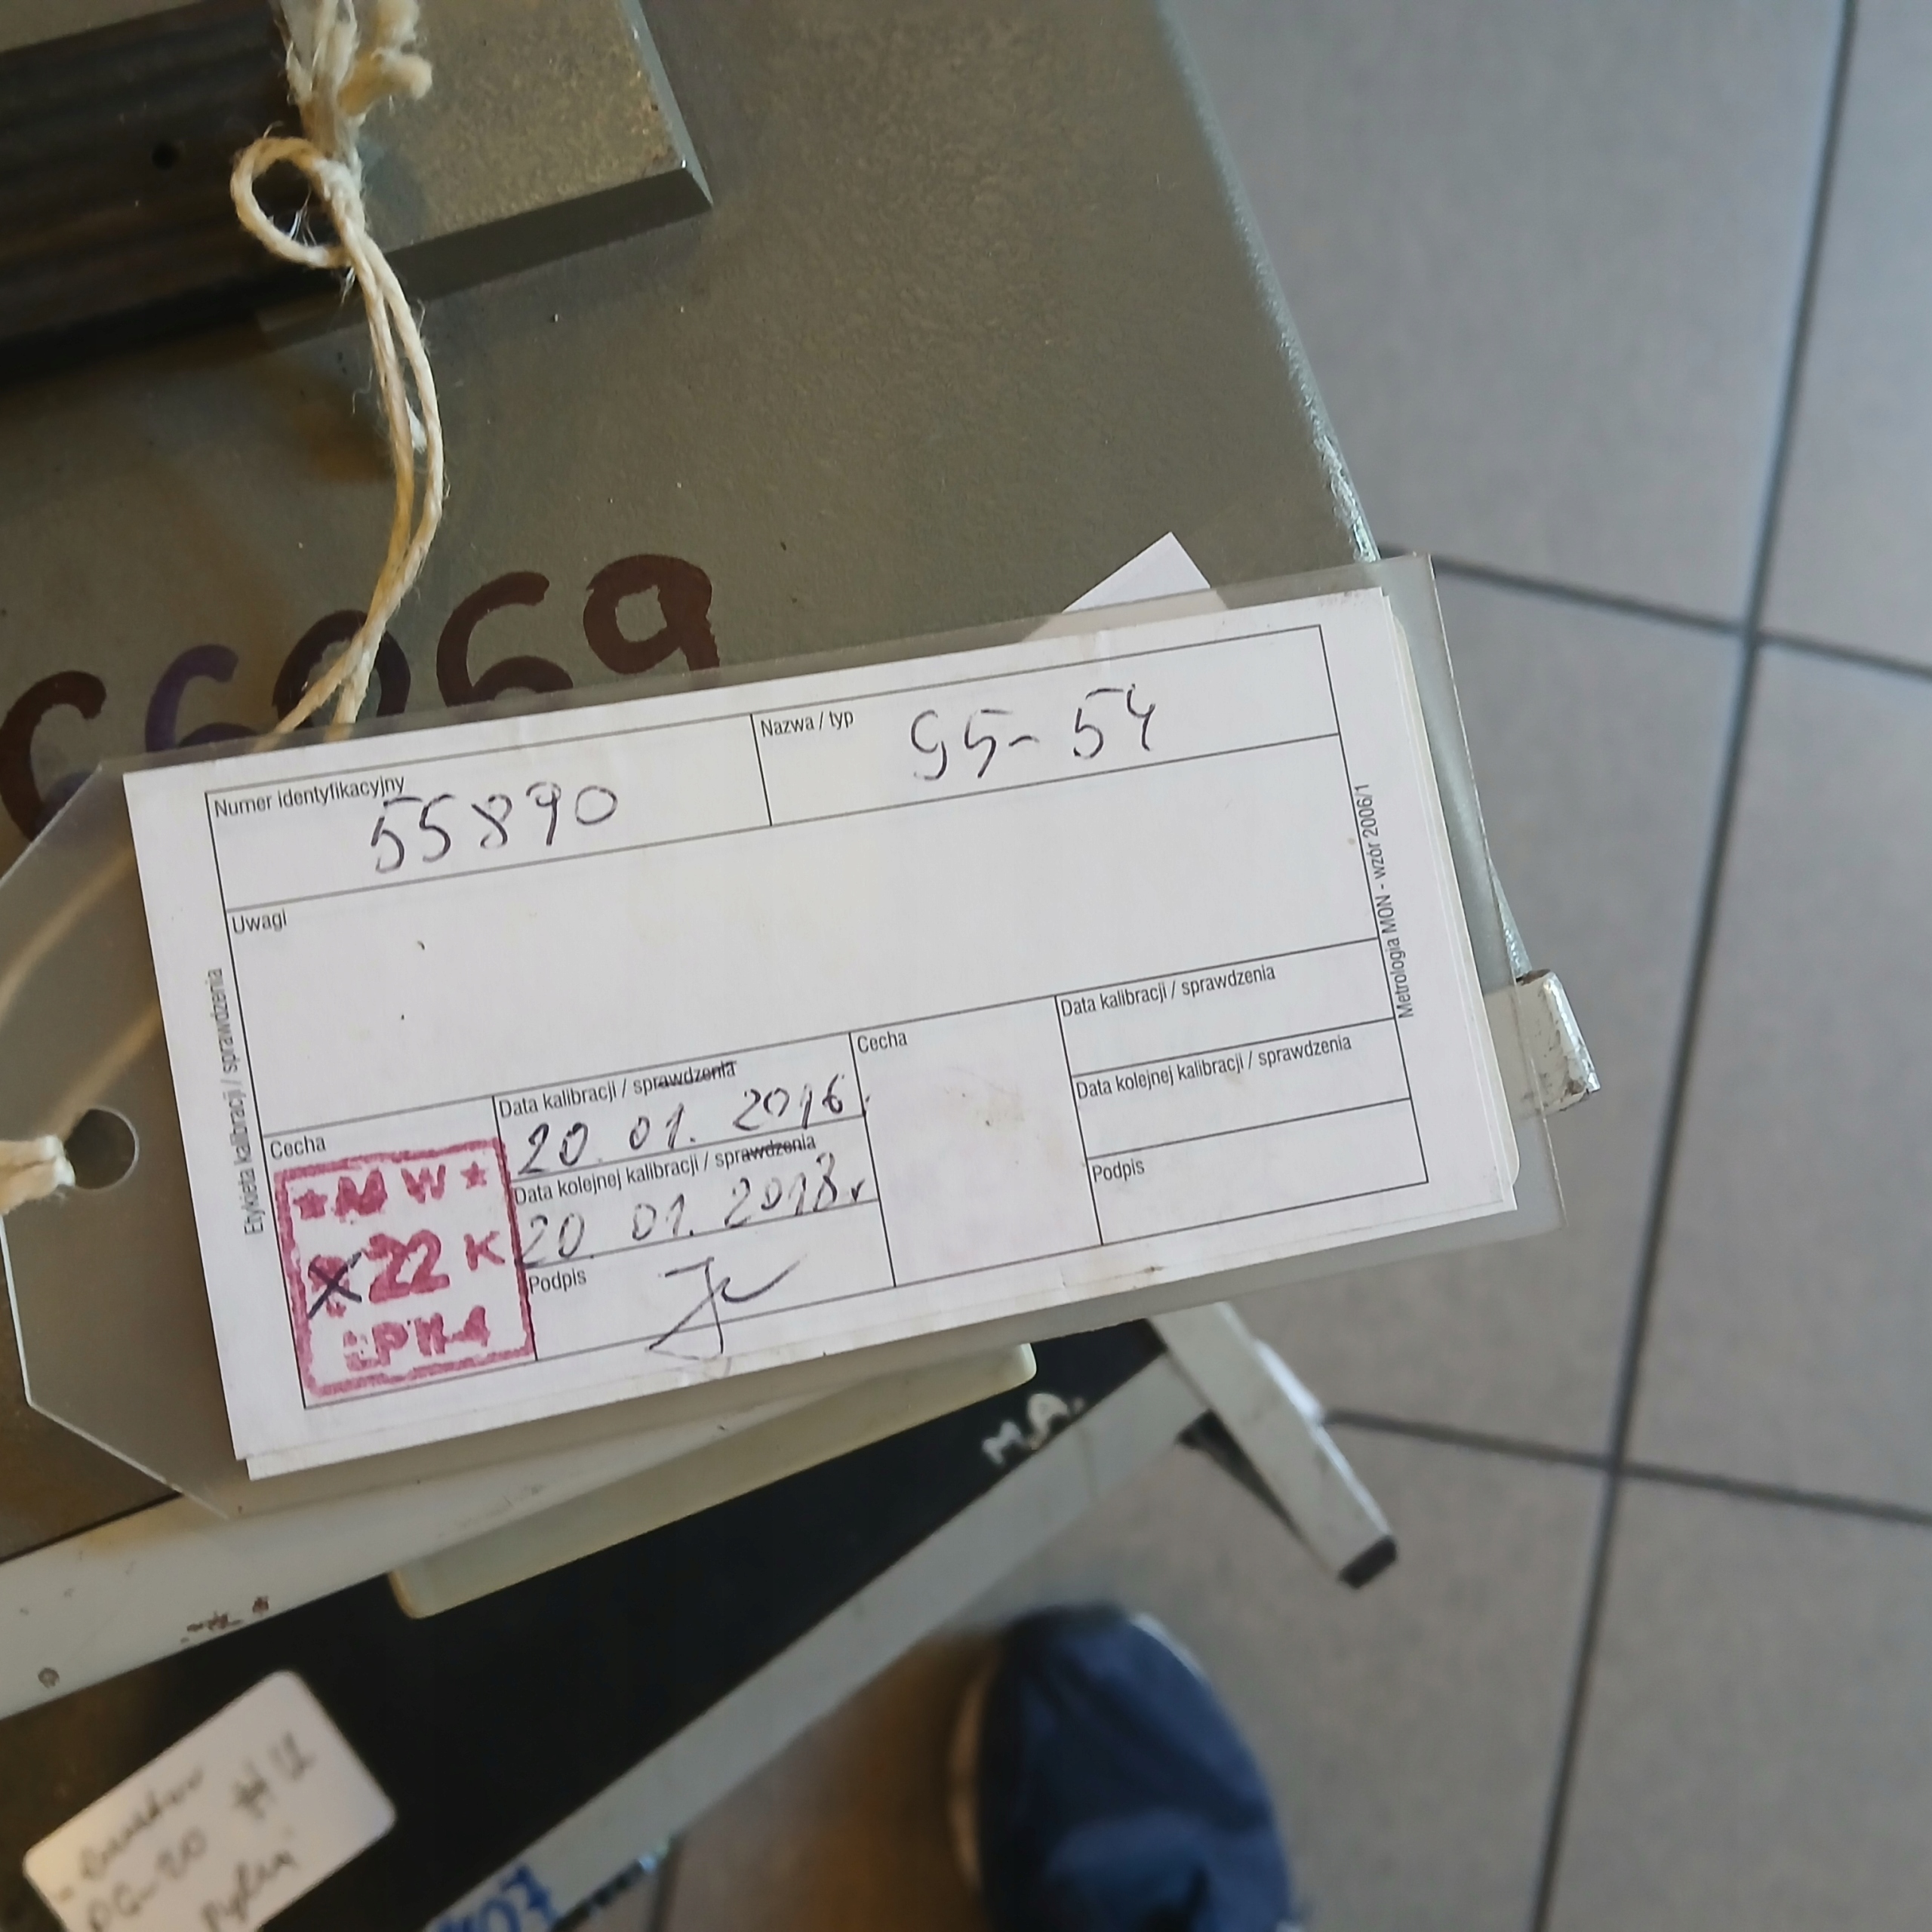 66069
Numer identyfikacyjny
55890
Nazwa / typ
G5-54
Uwagi
Cecha
★ M W ★
X 22 K
Data kalibracji / sprawdzenia
20. 01. 2016.
Data kolejnej kalibracji / sprawdzenia
20. 01. 2018r
Podpis
Cecha
Data kalibracji / sprawdzenia
Data kolejnej kalibracji / sprawdzenia
Podpis
Etykieta kalibracji / sprawdzenia
Metrologia MON - wzór 2006/1
M.A.